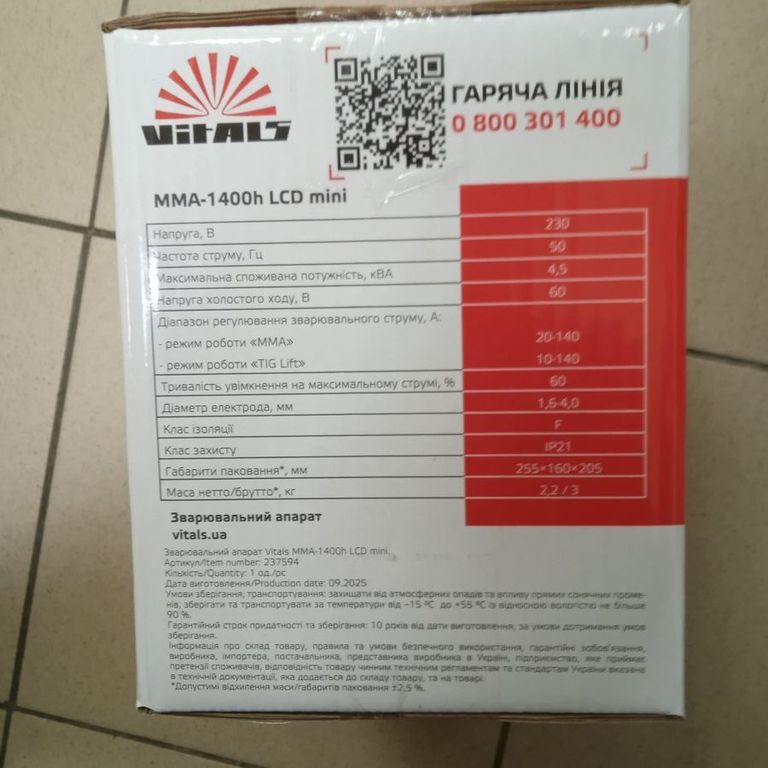 VITALS
ГАРЯЧА ЛІНІЯ
0 800 301 400
MMA-1400h LCD mini
Напруга, В 230
Частота струму, Гц 50
Максимальна споживана потужність, кВА 4,5
Напруга холостого ходу, В 60
Діапазон регулювання зварювального струму, А:
- режим роботи «MMA» 20-140
- режим роботи «TIG Lift» 10-140
Тривалість увімкнення на максимальному струмі, % 60
Діаметр електрода, мм 1,6-4,0
Клас ізоляції F
Клас захисту IP21
Габарити паковання*, мм 255×160×205
Маса нетто/брутто*, кг 2,2 / 3
Зварювальний апарат
vitals.ua
Зварювальний апарат Vitals MMA-1400h LCD mini.
Артикул/Item number: 237594
Кількість/Quantity: 1 од./pc
Дата виготовлення/Production date: 09.2025
Умови зберігання, транспортування: захищати від атмосферних опадів та впливу прямих сонячних проме-
нів, зберігати та транспортувати за температури від –15 ºС до +55 ºС із відносною вологістю не більше
90 %.
Гарантійний строк придатності та зберігання: 10 років від дати виготовлення, за умови дотримання умов
зберігання.
Інформація про склад товару, правила та умови безпечного використання, гарантійні зобов'язання,
виробника, імпортера, постачальника, представника виробника в Україні, підприємство, яке приймає
претензії споживачів, відповідність товару чинним технічним регламентам та стандартам України вказана
в технічній документації, яка додається до складу товару, та на товарі.
*Допустимі відхилення маси/габаритів паковання ±2,5 %.